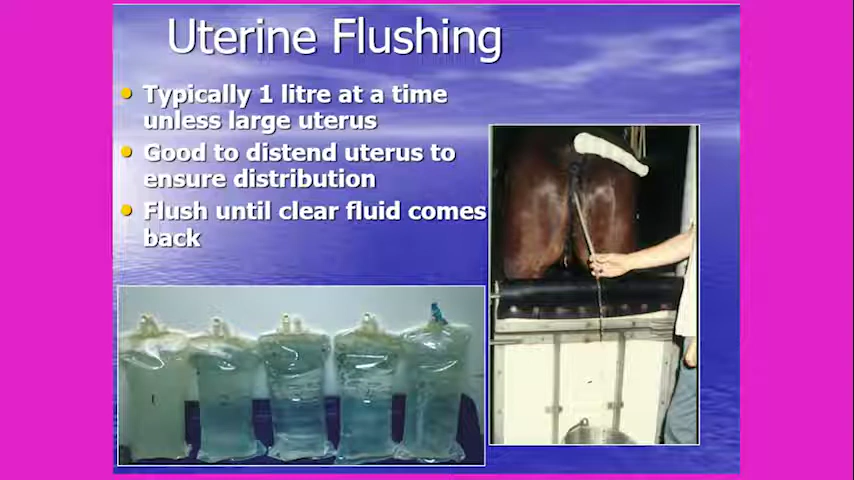 Uterine Flushing
Typically 1 litre at a time
unless large uterus
Good to distend uterus to
ensure distribution
Flush until clear fluid comes
back